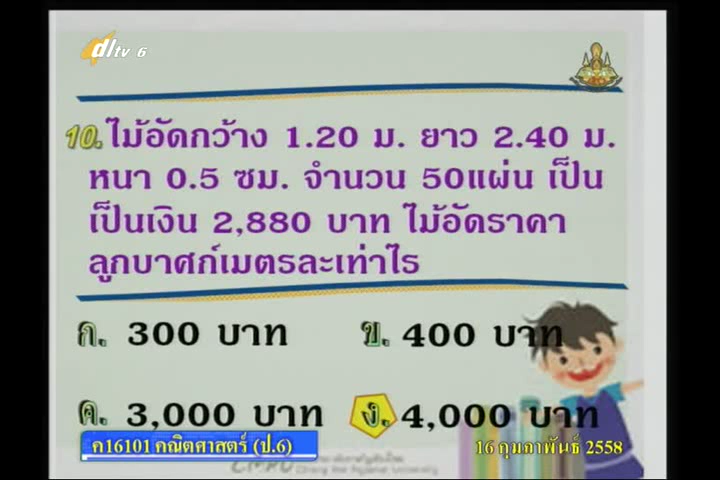 dltv 6
10. ไม้อัดกว้าง 1.20 ม. ยาว 2.40 ม.
หนา 0.5 ซม. จำนวน 50แผ่น เป็น
เป็นเงิน 2,880 บาท ไม้อัดราคา
ลูกบาศก์เมตรละเท่าไร
ก. 300 บาท ข. 400 บาท
ค. 3,000 บาท ง. 4,000 บาท
ค16101 คณิตศาสตร์ (ป.6) 16 กุมภาพันธ์ 2558